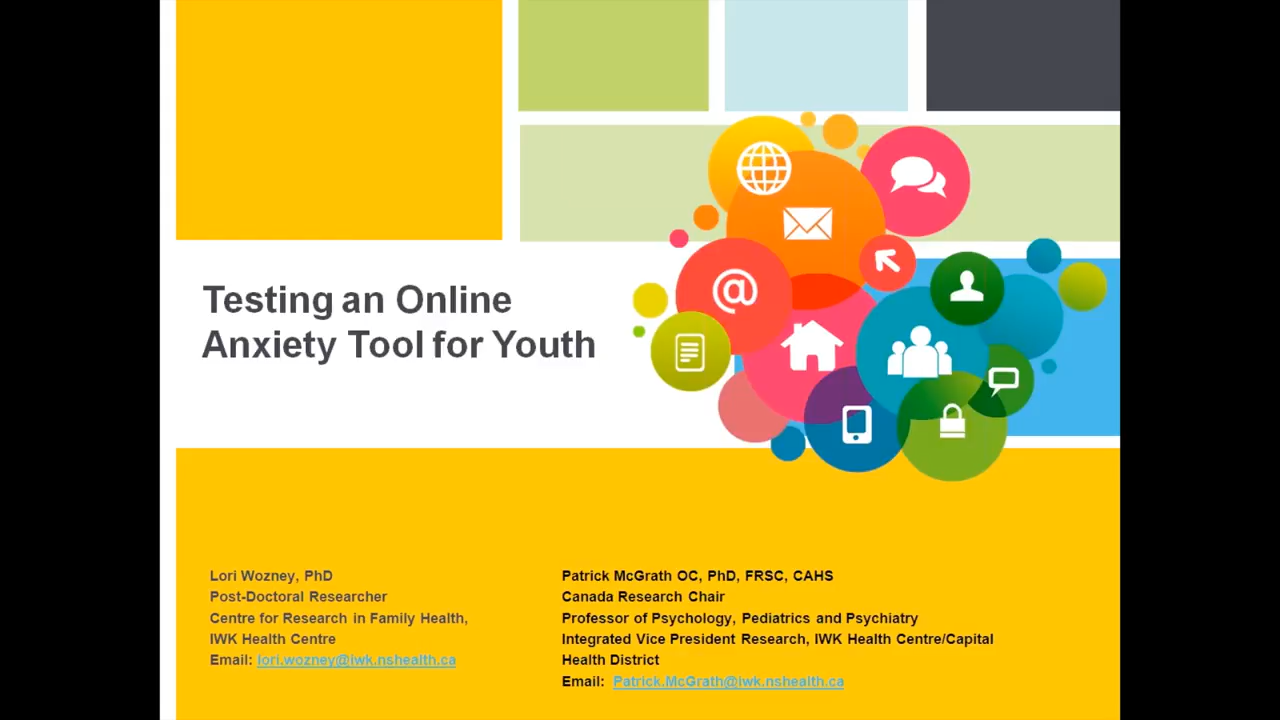 Testing an Online
Anxiety Tool for Youth
Lori Wozney, PhD
Post-Doctoral Researcher
Centre for Research in Family Health,
IWK Health Centre
Email: lori.wozney@iwk.nshealth.ca
Patrick McGrath OC, PhD, FRSC, CAHS
Canada Research Chair
Professor of Psychology, Pediatrics and Psychiatry
Integrated Vice President Research, IWK Health Centre/Capital
Health District
Email: Patrick.McGrath@iwk.nshealth.ca